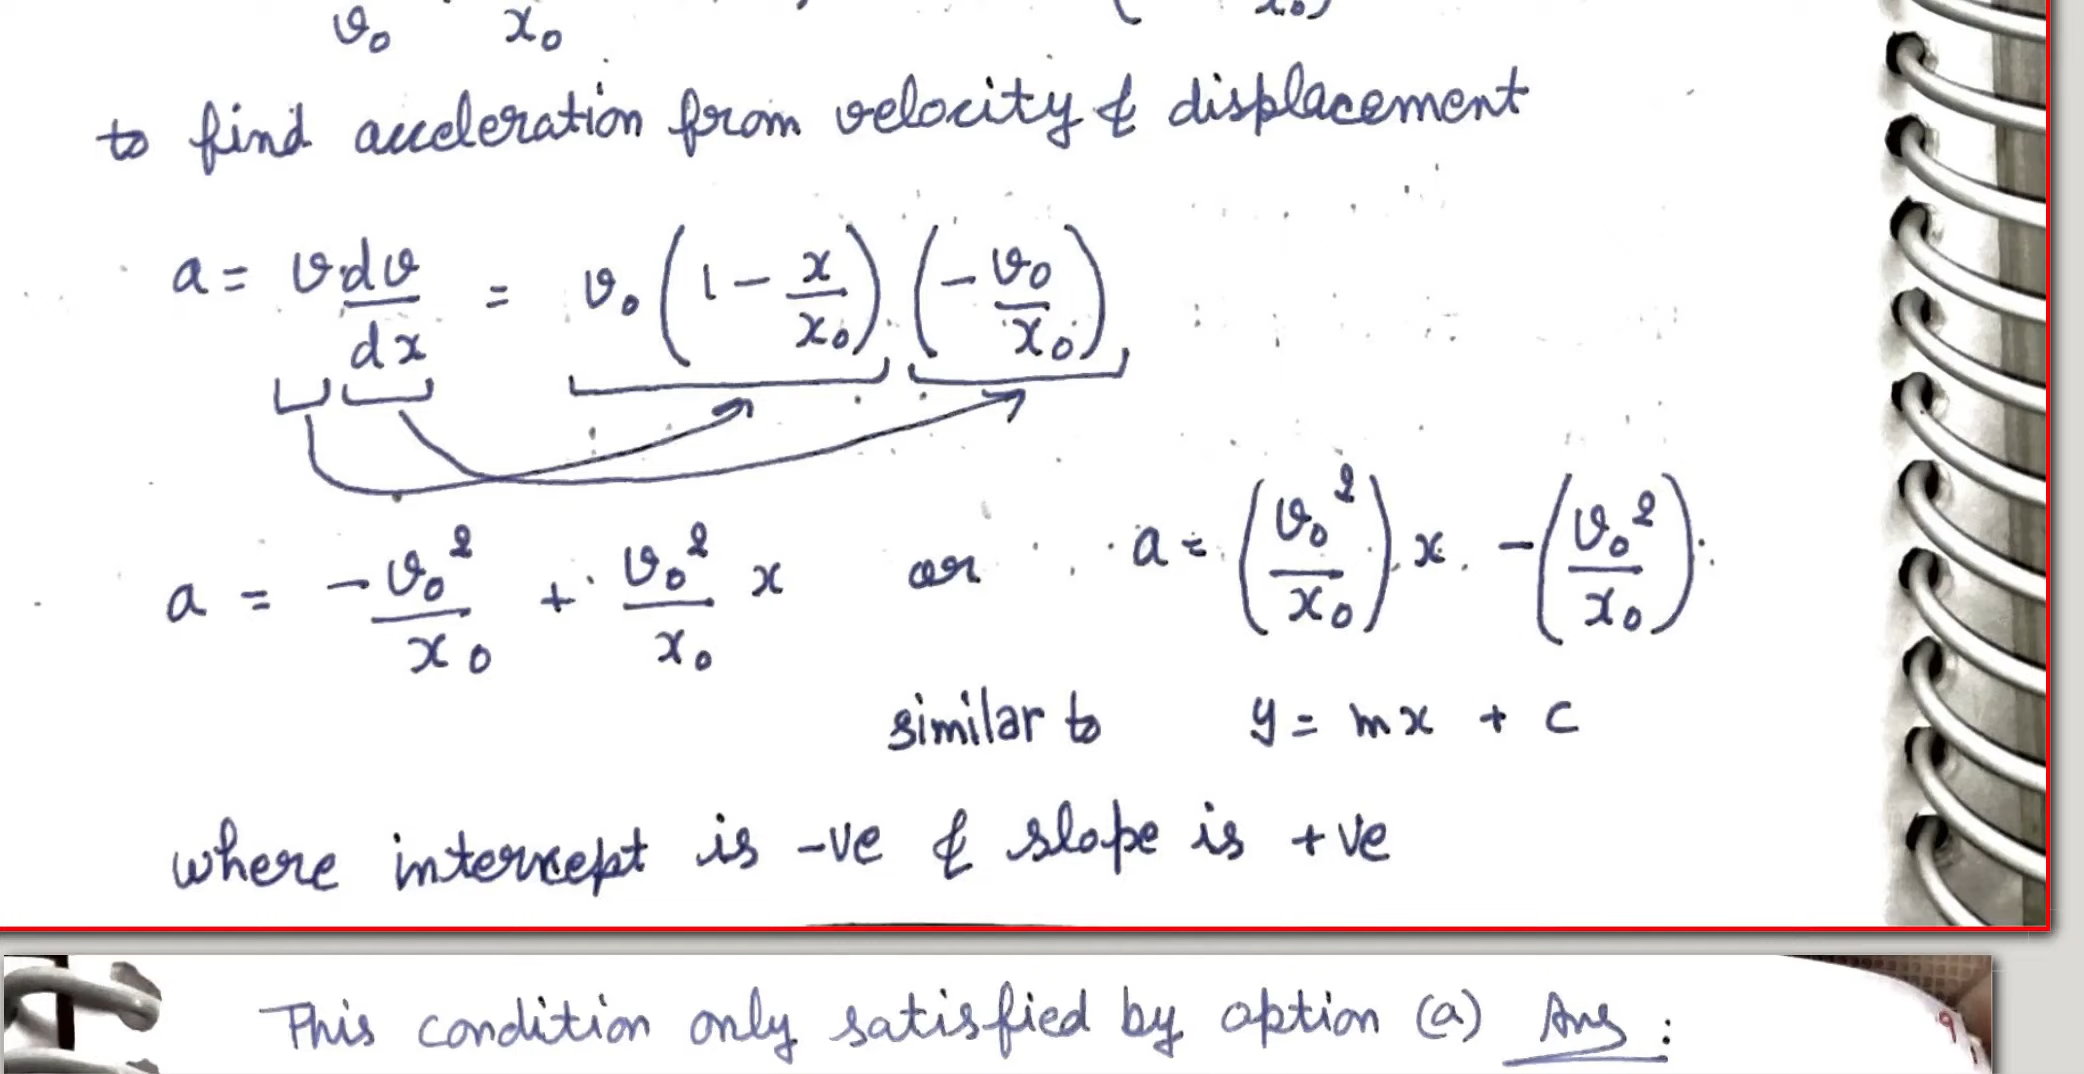 v₀ x₀ x₀)
to find acceleration from velocity & displacement
a = v dv/dx = v₀ (1 - x/x₀) (-v₀/x₀)
a = -v₀²/x₀ + v₀²/x₀ x or a = (v₀²/x₀) x - (v₀²/x₀)
similar to y = mx + c
where intercept is -ve & slope is +ve
This condition only satisfied by option (a) Ans :